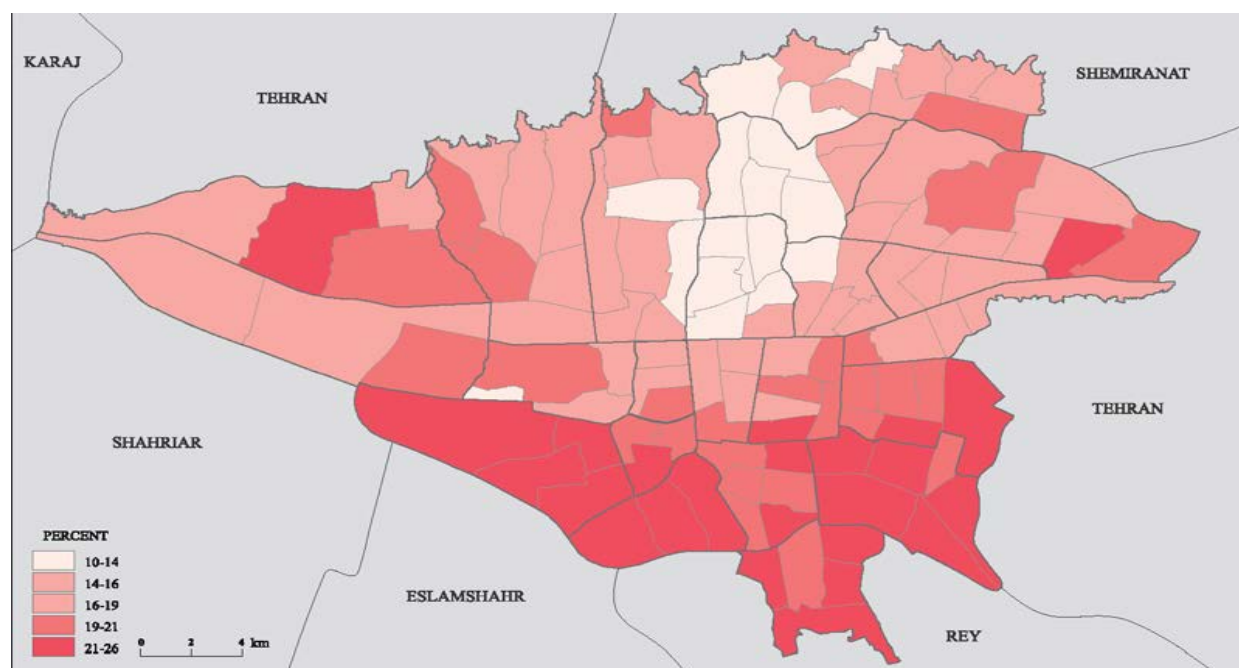 KARAJ
TEHRAN
SHEMIRANAT
TEHRAN
SHAHRIAR
ESLAMSHAHR
REY
PERCENT
10-14
14-16
16-19
19-21
21-26
0 2 4 km